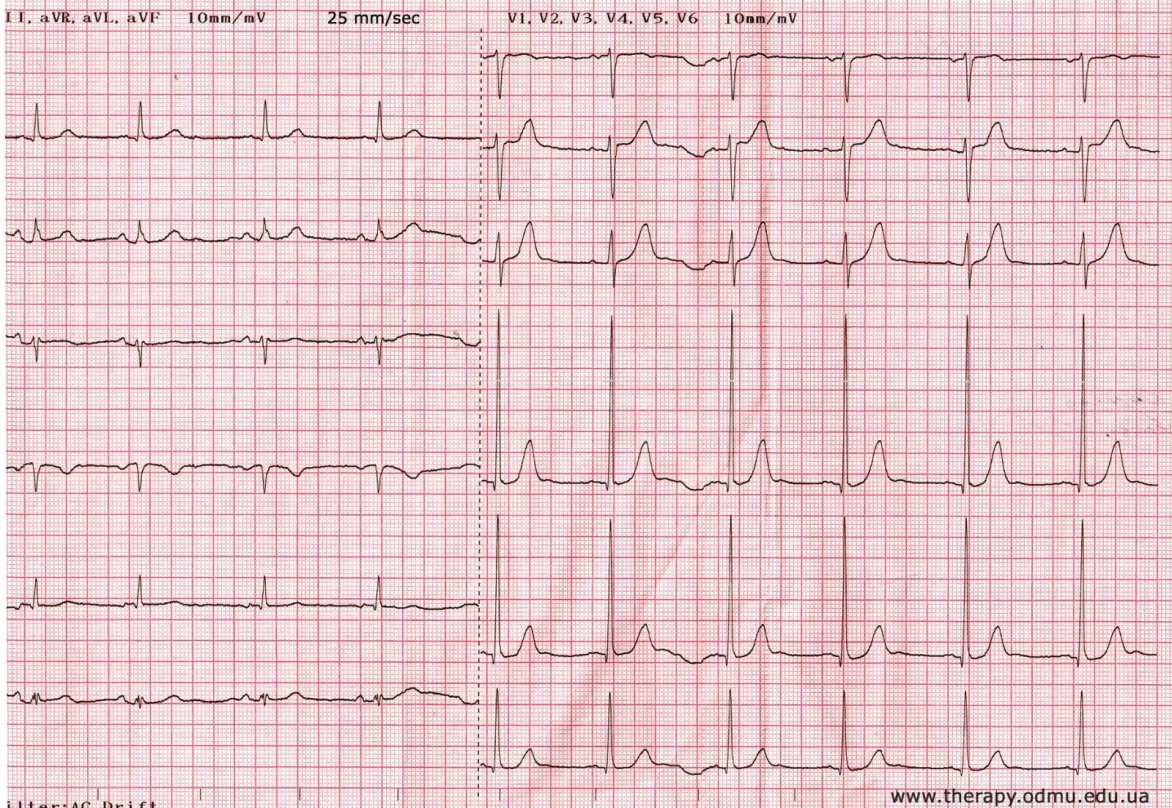 II, aVR, aVL, aVF 10mm/mV 25 mm/sec V1, V2, V3, V4, V5, V6 10mm/mV
www.therapy.odmu.edu.ua
AC Drift